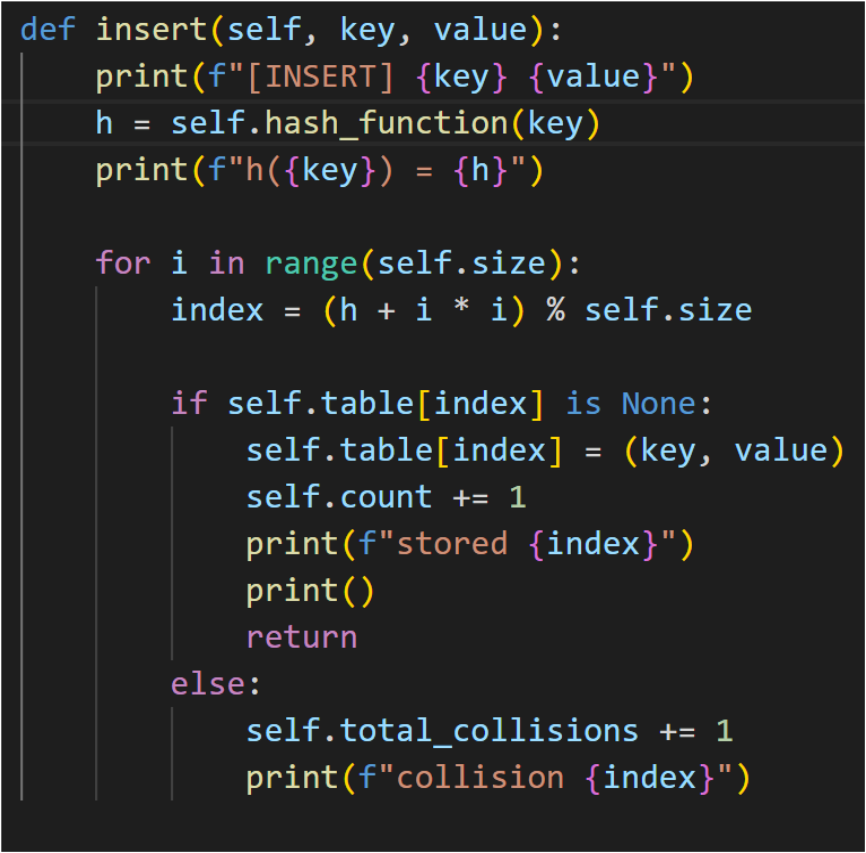 def insert(self, key, value):
    print(f"[INSERT] {key} {value}")
    h = self.hash_function(key)
    print(f"h({key}) = {h}")

    for i in range(self.size):
        index = (h + i * i) % self.size

        if self.table[index] is None:
            self.table[index] = (key, value)
            self.count += 1
            print(f"stored {index}")
            print()
            return
        else:
            self.total_collisions += 1
            print(f"collision {index}")